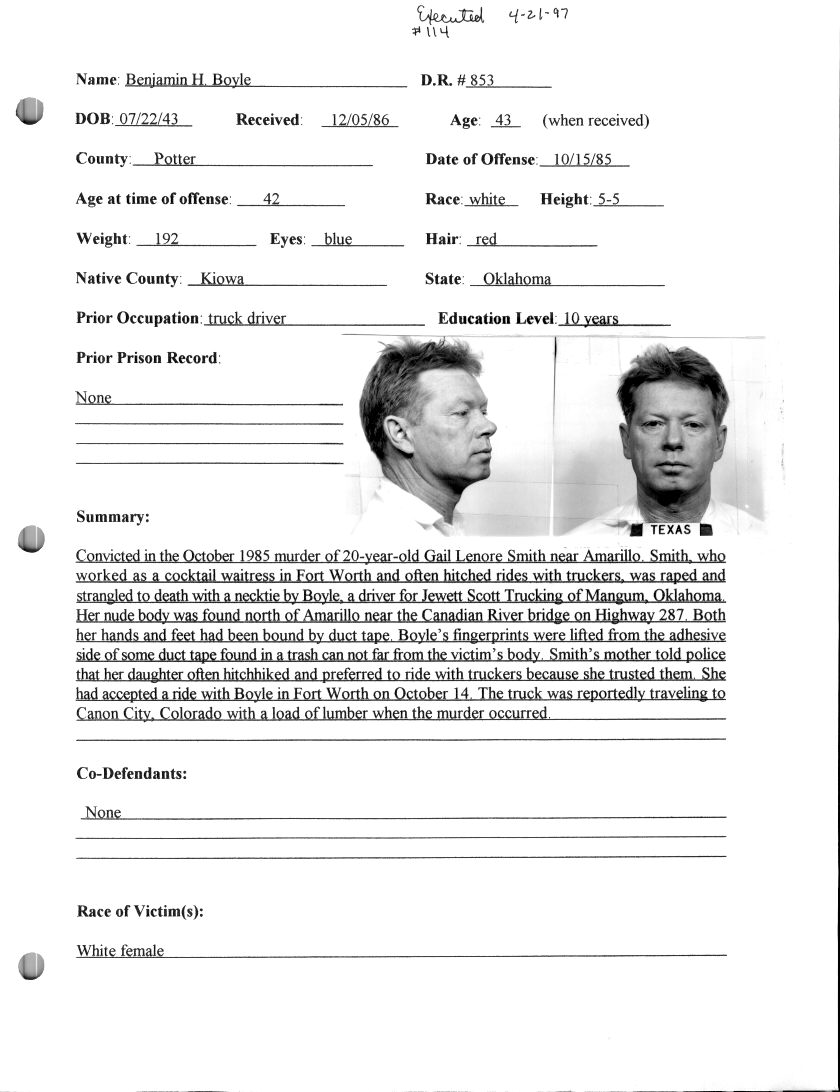 Executed 4-21-97
#114
Name: Benjamin H. Boyle D.R. # 853
DOB: 07/22/43 Received: 12/05/86 Age: 43 (when received)
County: Potter Date of Offense: 10/15/85
Age at time of offense: 42 Race: white Height: 5-5
Weight: 192 Eyes: blue Hair: red
Native County: Kiowa State: Oklahoma
Prior Occupation: truck driver Education Level: 10 years
Prior Prison Record:
None
TEXAS
Summary:
Convicted in the October 1985 murder of 20-year-old Gail Lenore Smith near Amarillo. Smith, who
worked as a cocktail waitress in Fort Worth and often hitched rides with truckers, was raped and
strangled to death with a necktie by Boyle, a driver for Jewett Scott Trucking of Mangum, Oklahoma.
Her nude body was found north of Amarillo near the Canadian River bridge on Highway 287. Both
her hands and feet had been bound by duct tape. Boyle's fingerprints were lifted from the adhesive
side of some duct tape found in a trash can not far from the victim's body. Smith's mother told police
that her daughter often hitchhiked and preferred to ride with truckers because she trusted them. She
had accepted a ride with Boyle in Fort Worth on October 14. The truck was reportedly traveling to
Canon City, Colorado with a load of lumber when the murder occurred.
Co-Defendants:
None
Race of Victim(s):
White female